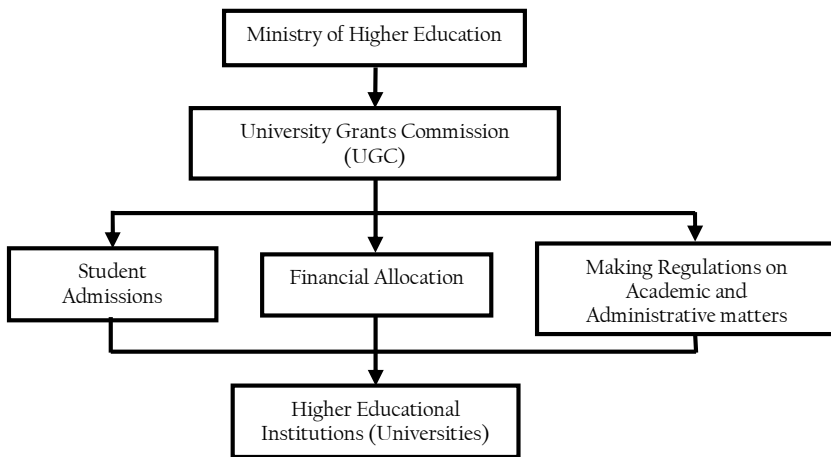 Ministry of Higher Education
University Grants Commission
(UGC)
Student
Admissions
Financial Allocation
Making Regulations on
Academic and
Administrative matters
Higher Educational
Institutions (Universities)